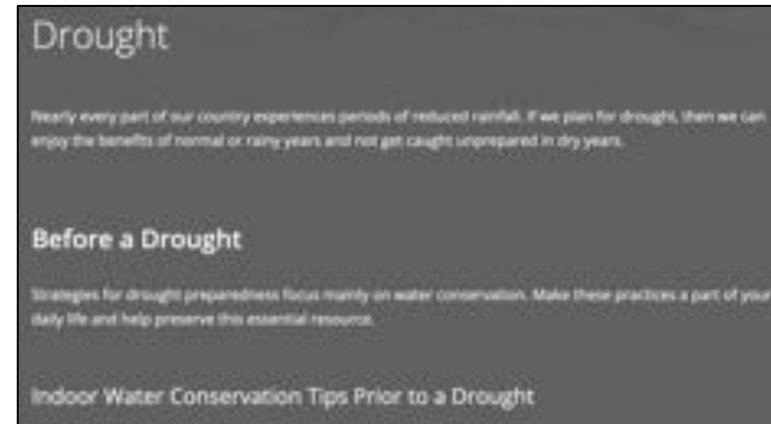 Drought
Nearly every part of our country experiences periods of reduced rainfall. If we plan for drought, then we can
enjoy the benefits of normal or rainy years and not get caught unprepared in dry years.
Before a Drought
Strategies for drought preparedness focus mainly on water conservation. Make these practices a part of your
daily life and help preserve this essential resource.
Indoor Water Conservation Tips Prior to a Drought